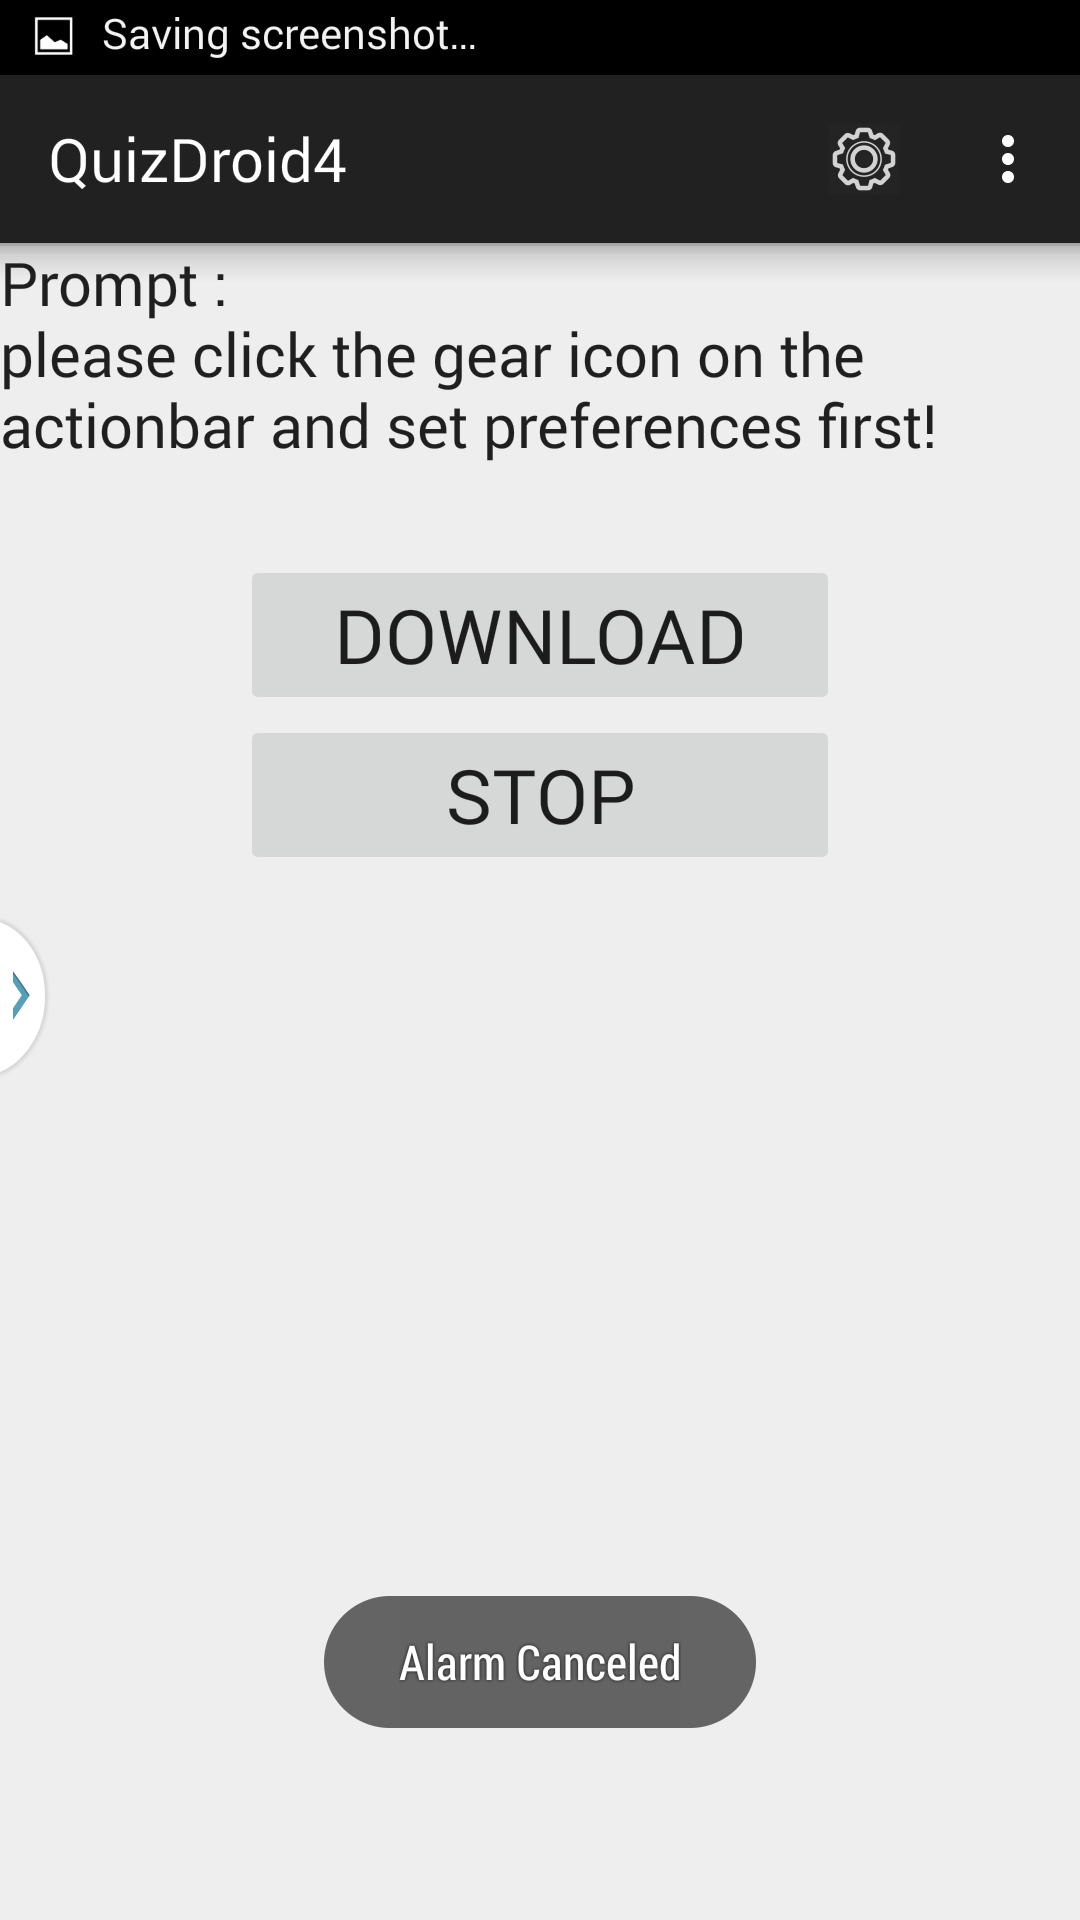 Saving screenshot...
QuizDroid4
Prompt :
please click the gear icon on the
actionbar and set preferences first!
DOWNLOAD
STOP
Alarm Canceled